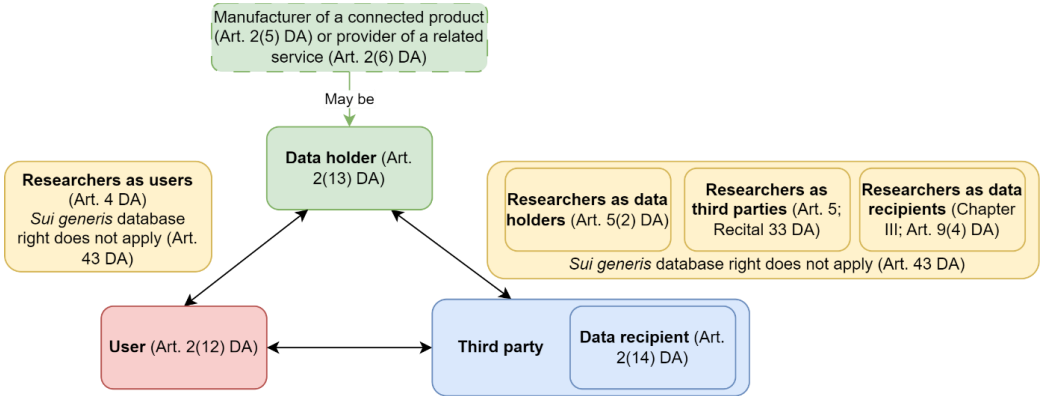 Manufacturer of a connected product
(Art. 2(5) DA) or provider of a related
service (Art. 2(6) DA)
May be
Data holder (Art.
2(13) DA)
Researchers as users
(Art. 4 DA)
Sui generis database
right does not apply (Art.
43 DA)
Researchers as data
holders (Art. 5(2) DA)
Researchers as
third parties (Art. 5;
Recital 33 DA)
Researchers as data
recipients (Chapter
III; Art. 9(4) DA)
Sui generis database right does not apply (Art. 43 DA)
User (Art. 2(12) DA)
Third party
Data recipient (Art.
2(14) DA)